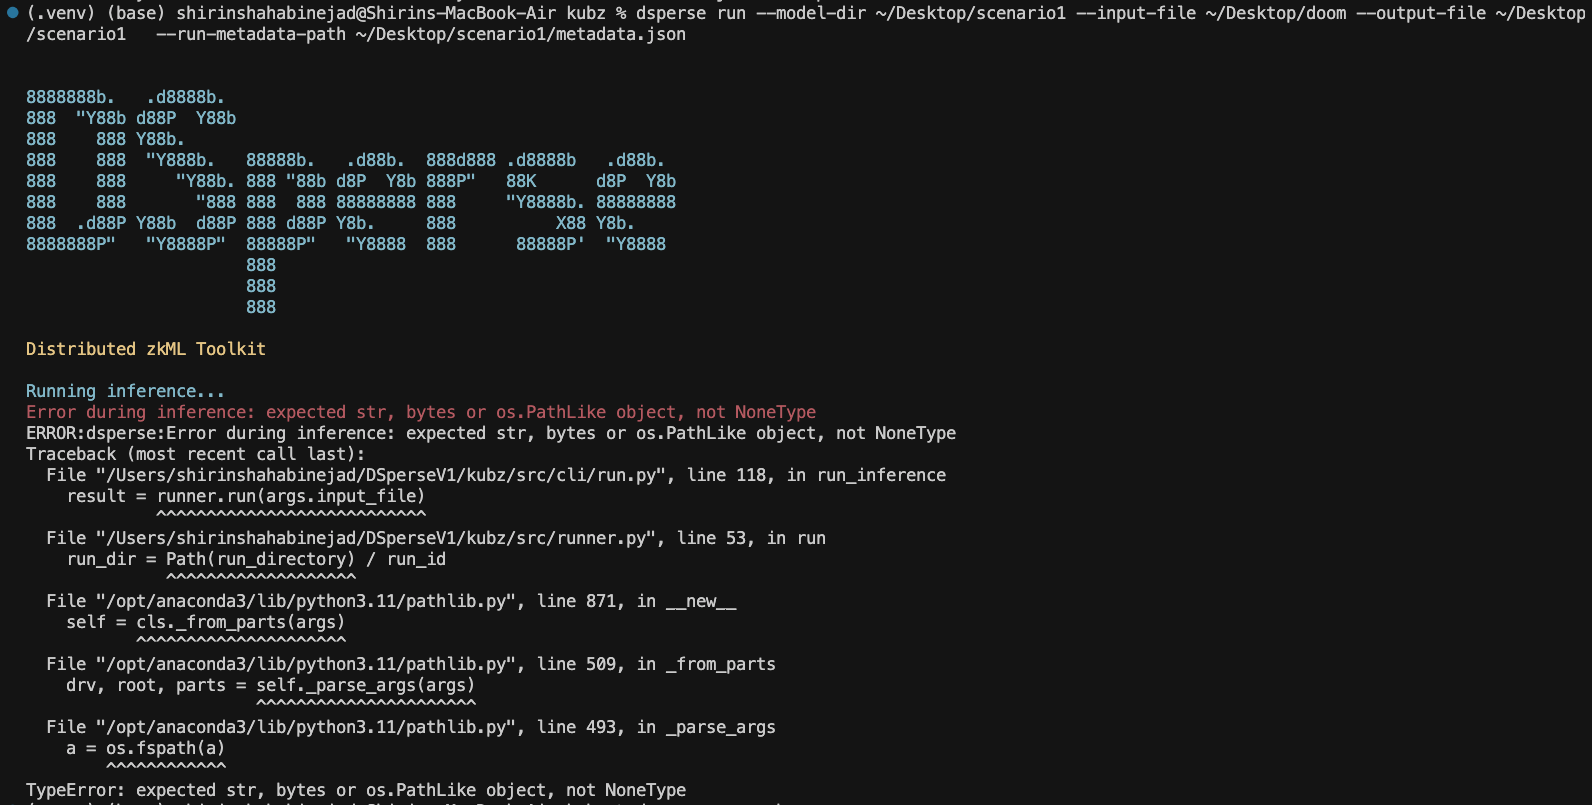 (.venv) (base) shirinshahabinejad@Shirins-MacBook-Air kubz % dsperse run --model-dir ~/Desktop/scenario1 --input-file ~/Desktop/doom --output-file ~/Desktop
/scenario1   --run-metadata-path ~/Desktop/scenario1/metadata.json
8888888b.   .d8888b.
888  "Y88b d88P  Y88b
888    888 Y88b.
888    888  "Y888b.   88888b.   .d88b.  888d888 .d8888b   .d88b.
888    888     "Y88b. 888 "88b d8P  Y8b 888P"   88K      d8P  Y8b
888    888       "888 888  888 88888888 888     "Y8888b. 88888888
888  .d88P Y88b  d88P 888 d88P Y8b.     888          X88 Y8b.
8888888P"   "Y8888P"  88888P"   "Y8888  888      88888P'  "Y8888
                      888
                      888
                      888
Distributed zkML Toolkit
Running inference...
Error during inference: expected str, bytes or os.PathLike object, not NoneType
ERROR:dsperse:Error during inference: expected str, bytes or os.PathLike object, not NoneType
Traceback (most recent call last):
  File "/Users/shirinshahabinejad/DSperseV1/kubz/src/cli/run.py", line 118, in run_inference
    result = runner.run(args.input_file)
             ^^^^^^^^^^^^^^^^^^^^^^^^^^^
  File "/Users/shirinshahabinejad/DSperseV1/kubz/src/runner.py", line 53, in run
    run_dir = Path(run_directory) / run_id
              ^^^^^^^^^^^^^^^^^^^
  File "/opt/anaconda3/lib/python3.11/pathlib.py", line 871, in __new__
    self = cls._from_parts(args)
           ^^^^^^^^^^^^^^^^^^^^^
  File "/opt/anaconda3/lib/python3.11/pathlib.py", line 509, in _from_parts
    drv, root, parts = self._parse_args(args)
                       ^^^^^^^^^^^^^^^^^^^^^^
  File "/opt/anaconda3/lib/python3.11/pathlib.py", line 493, in _parse_args
    a = os.fspath(a)
        ^^^^^^^^^^^^
TypeError: expected str, bytes or os.PathLike object, not NoneType